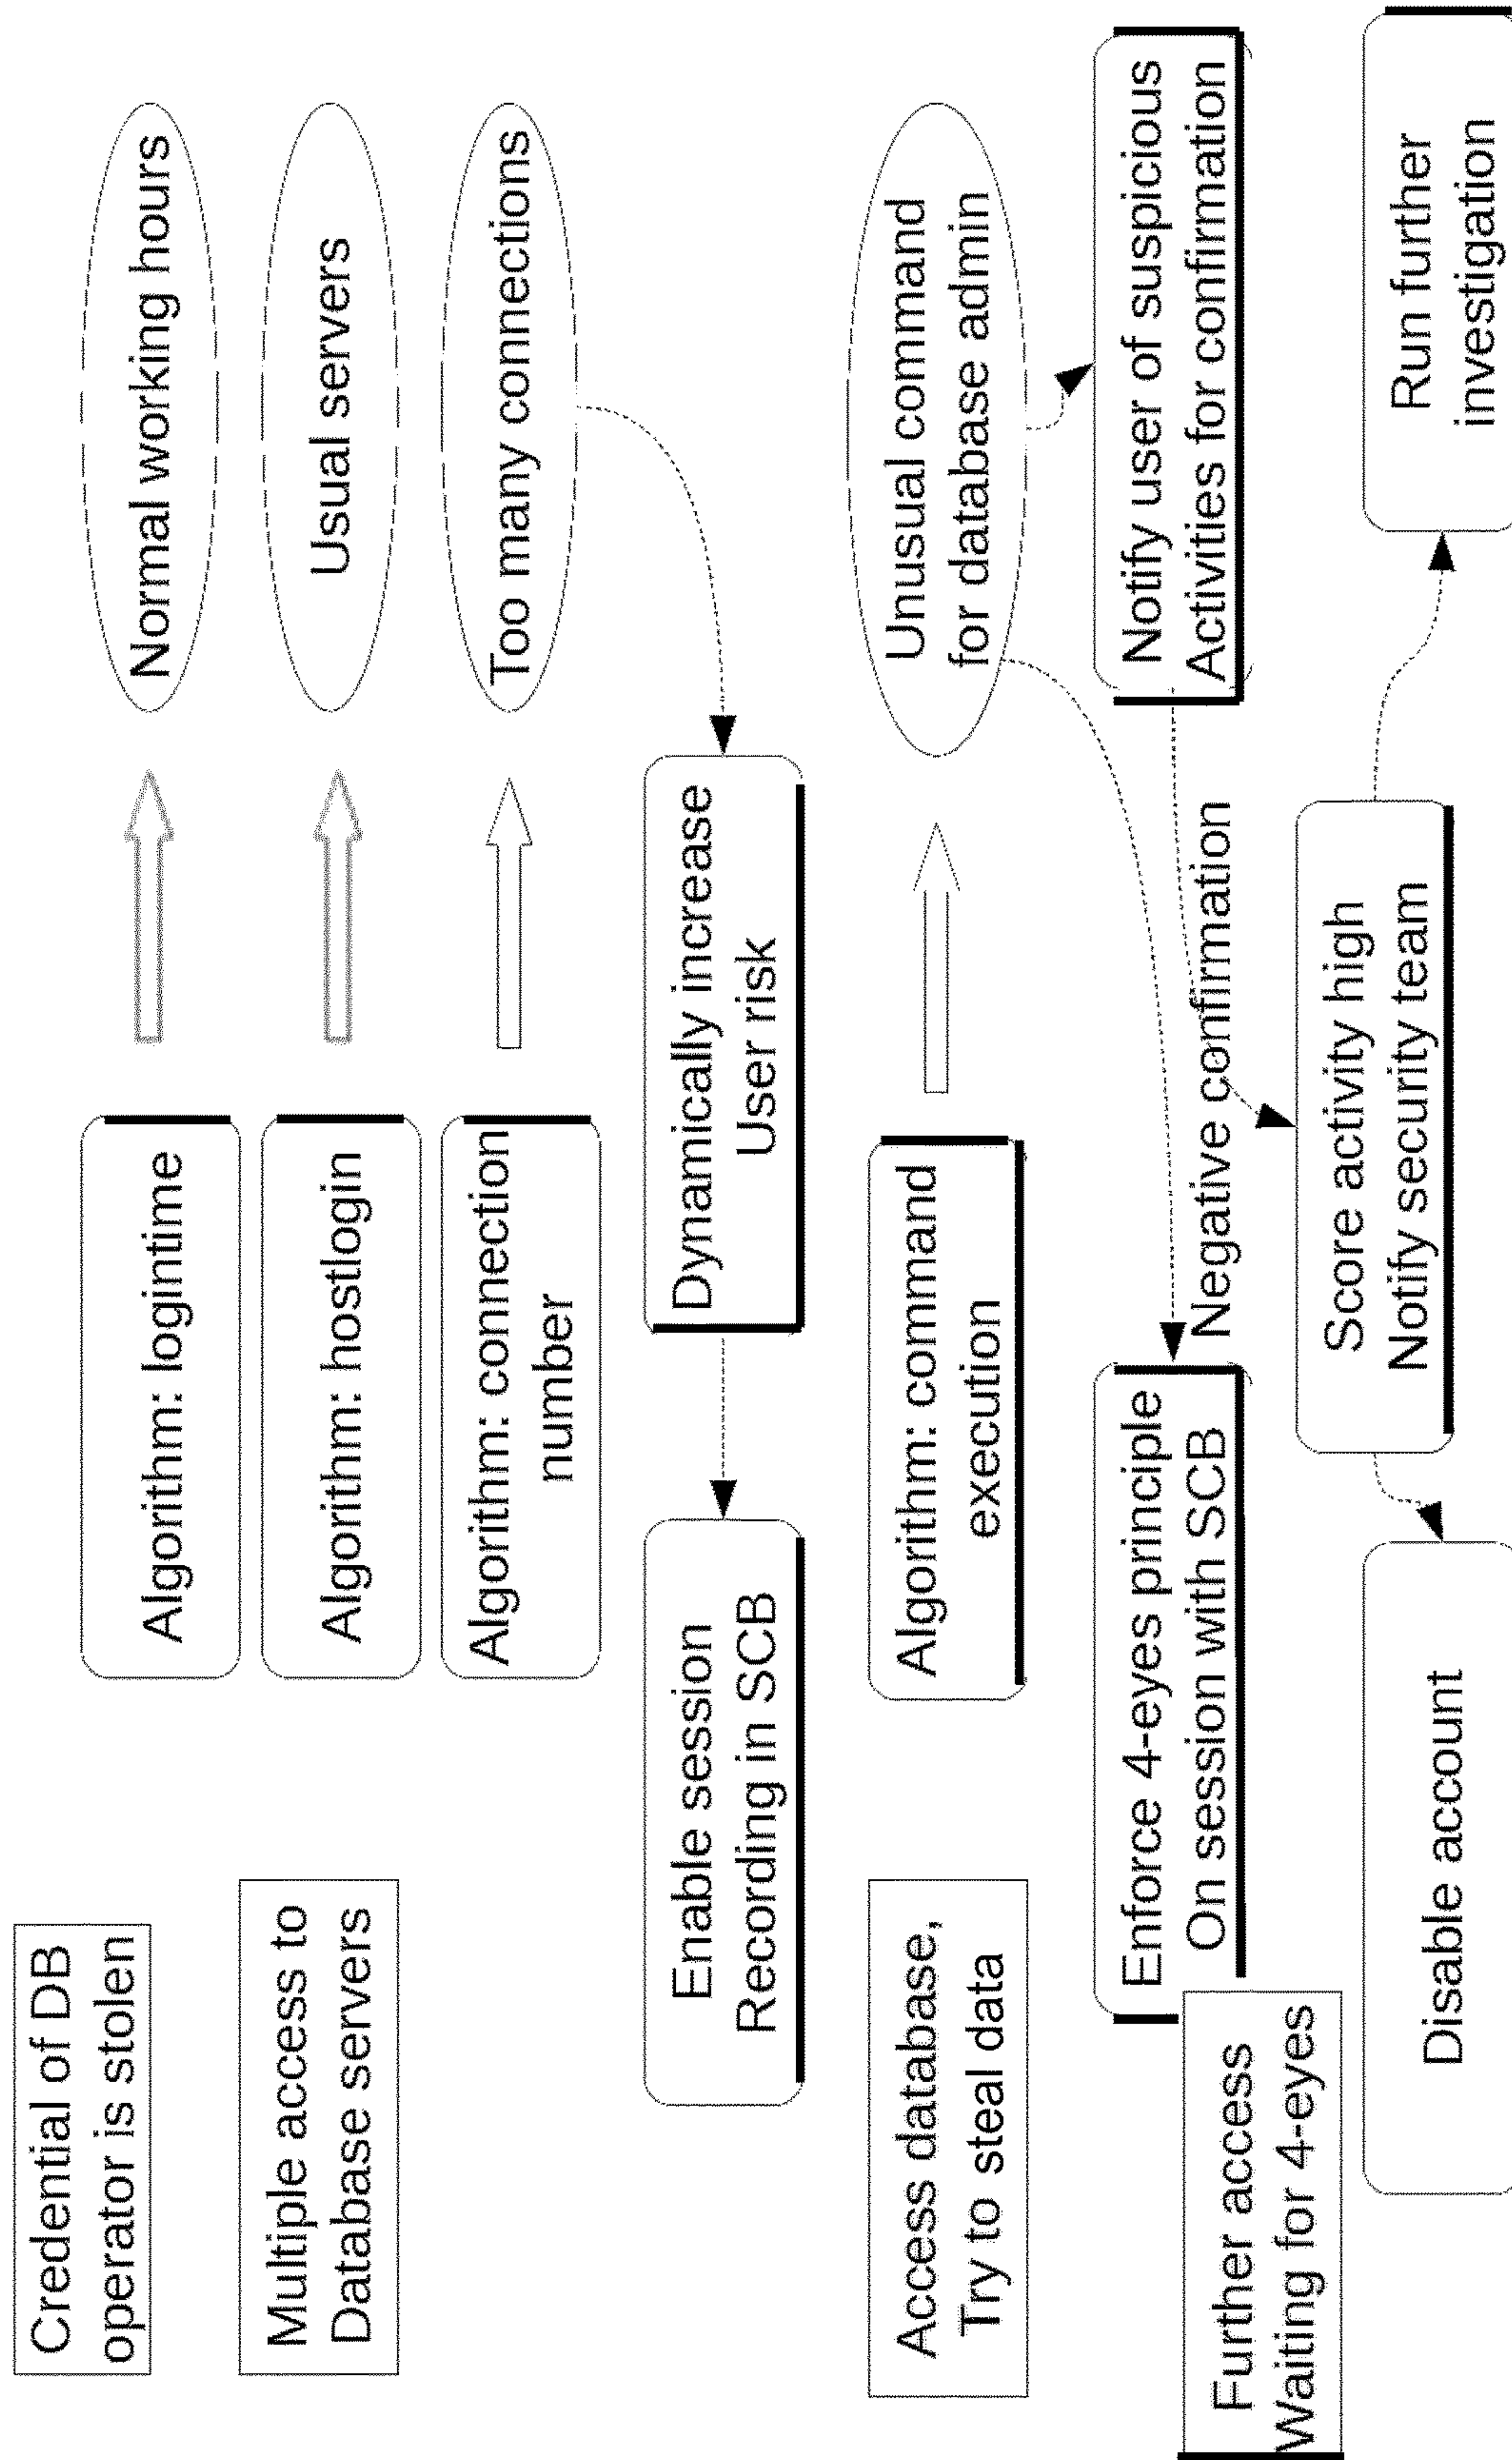 Credential of DB
operator is stolen
Algorithm: logintime
Normal working hours
Multiple access to
Database servers
Algorithm: hostlogin
Usual servers
Algorithm: connection
number
Too many connections
Enable session
Recording in SCB
Dynamically increase
User risk
Access database,
Try to steal data
Algorithm: command
execution
Unusual command
for database admin
Enforce 4-eyes principle
On session with SCB
Notify user of suspicious
Activities for confirmation
Negative confirmation
Further access
Waiting for 4-eyes
Score activity high
Notify security team
Disable account
Run further
investigation